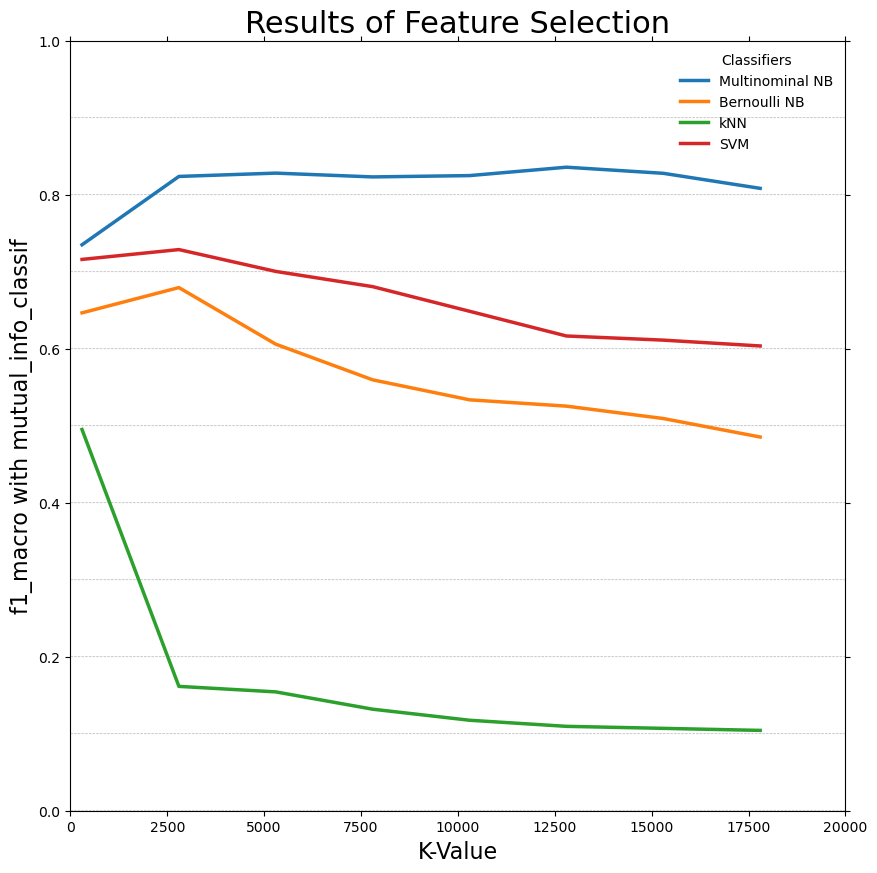 Results of Feature Selection
Classifiers
Multinominal NB
Bernoulli NB
kNN
SVM
f1_macro with mutual_info_classif
1.0
0.8
0.6
0.4
0.2
0.0
0 2500 5000 7500 10000 12500 15000 17500 20000
K-Value